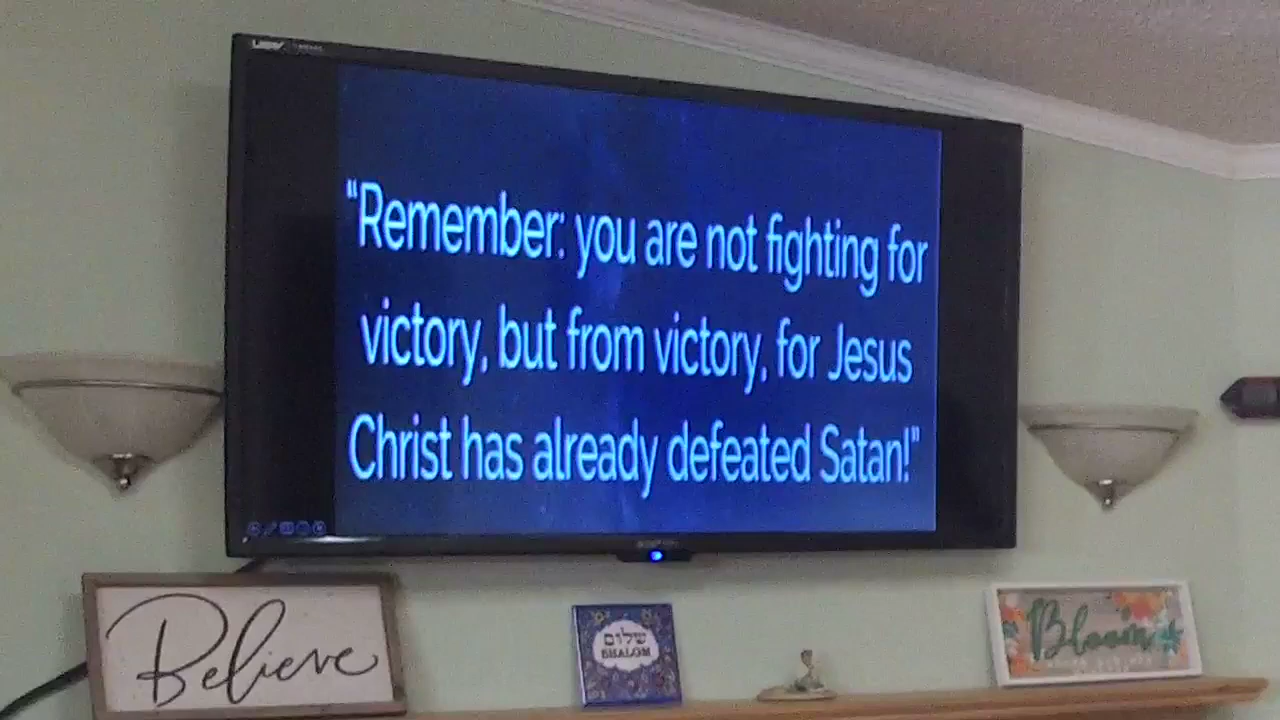 “Remember: you are not fighting for
victory, but from victory, for Jesus
Christ has already defeated Satan!”
Believe
שלום
SHALOM
Bloom